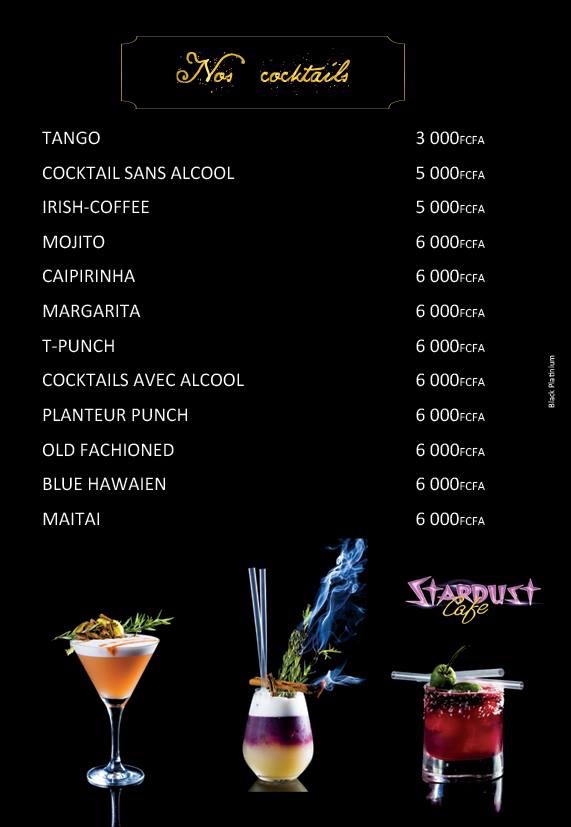 Nos cocktails
TANGO 3 000FCFA
COCKTAIL SANS ALCOOL 5 000FCFA
IRISH-COFFEE 5 000FCFA
MOJITO 6 000FCFA
CAIPIRINHA 6 000FCFA
MARGARITA 6 000FCFA
T-PUNCH 6 000FCFA
COCKTAILS AVEC ALCOOL 6 000FCFA
PLANTEUR PUNCH 6 000FCFA
OLD FACHIONED 6 000FCFA
BLUE HAWAIEN 6 000FCFA
MAITAI 6 000FCFA
Black Platinium
STARDUST
Cafe